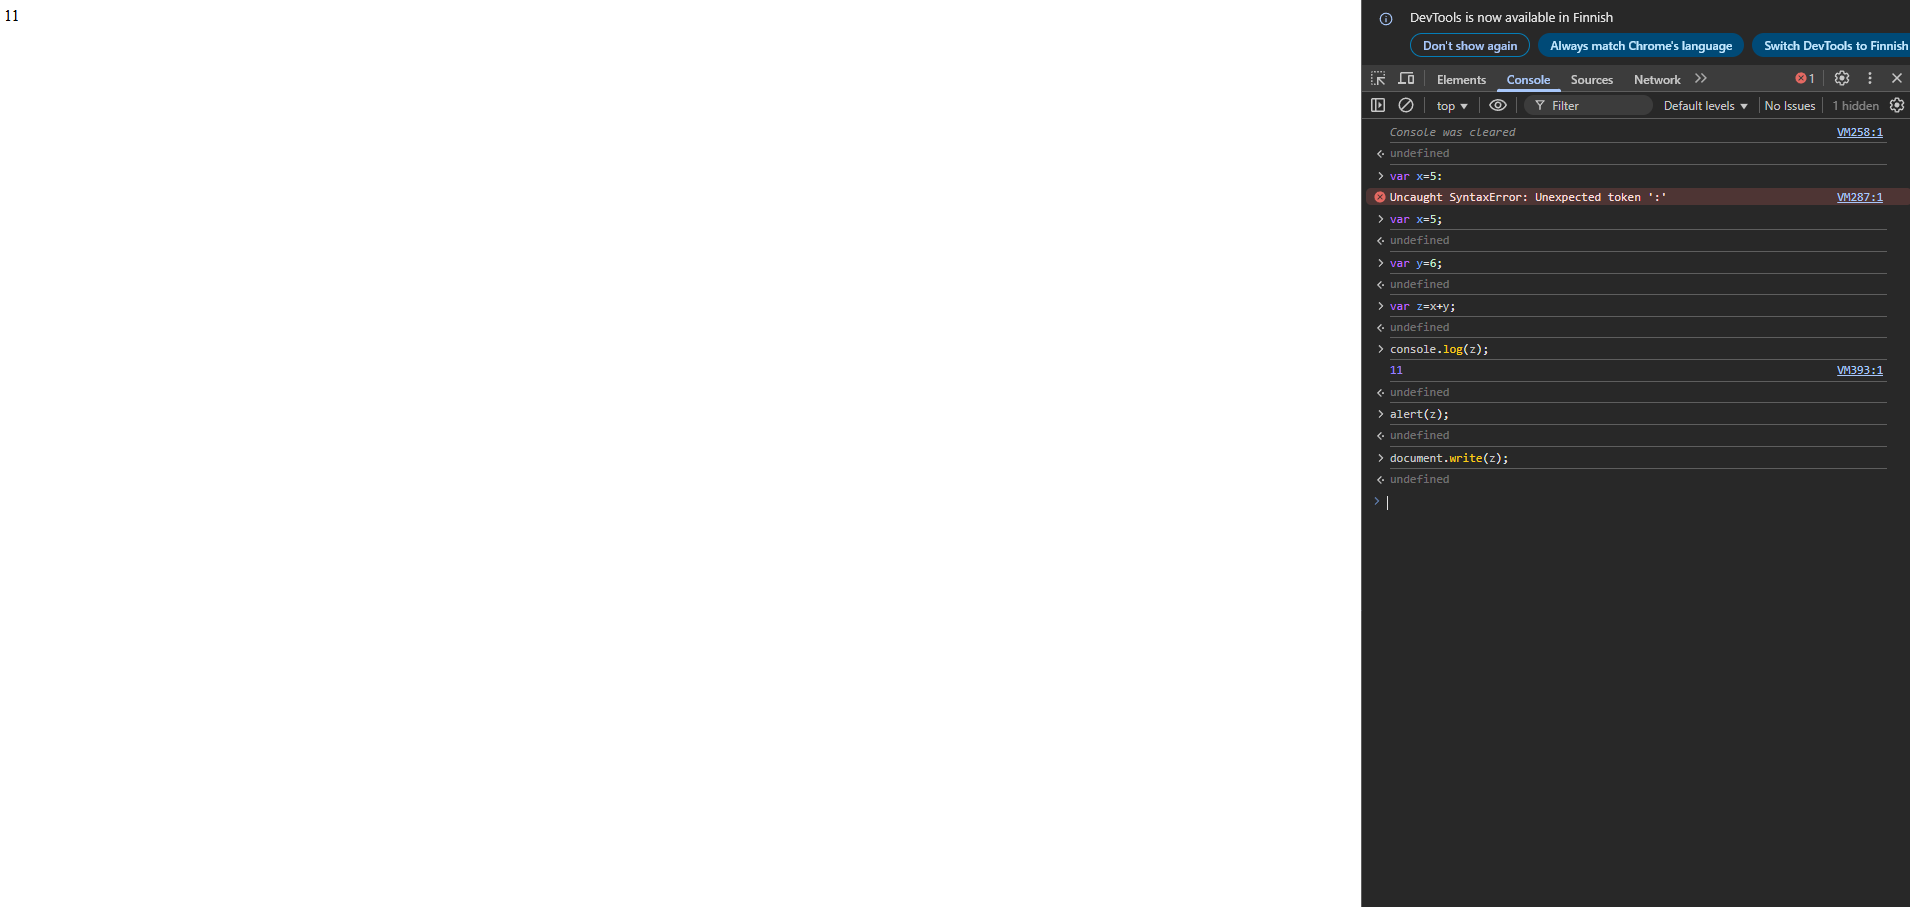 11
DevTools is now available in Finnish
Don't show again Always match Chrome's language Switch DevTools to Finnish
Elements Console Sources Network 1
top Filter Default levels No Issues 1 hidden
Console was cleared VM258:1
undefined
var x=5:
Uncaught SyntaxError: Unexpected token ':' VM287:1
var x=5;
undefined
var y=6;
undefined
var z=x+y;
undefined
console.log(z);
11 VM393:1
undefined
alert(z);
undefined
document.write(z);
undefined